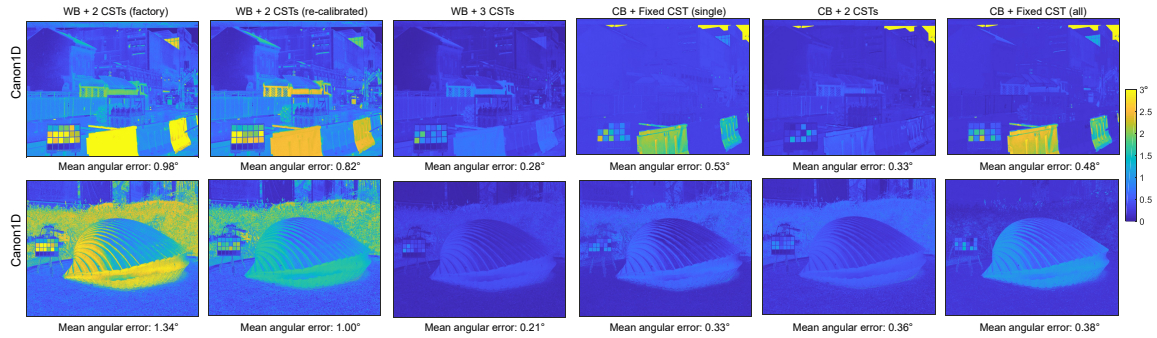 WB + 2 CSTs (factory) WB + 2 CSTs (re-calibrated) WB + 3 CSTs CB + Fixed CST (single) CB + 2 CSTs CB + Fixed CST (all)
Canon1D
3°
2.5
2
1.5
1
0.5
0
Mean angular error: 0.98° Mean angular error: 0.82° Mean angular error: 0.28° Mean angular error: 0.53° Mean angular error: 0.33° Mean angular error: 0.48°
Canon1D
Mean angular error: 1.34° Mean angular error: 1.00° Mean angular error: 0.21° Mean angular error: 0.33° Mean angular error: 0.36° Mean angular error: 0.38°